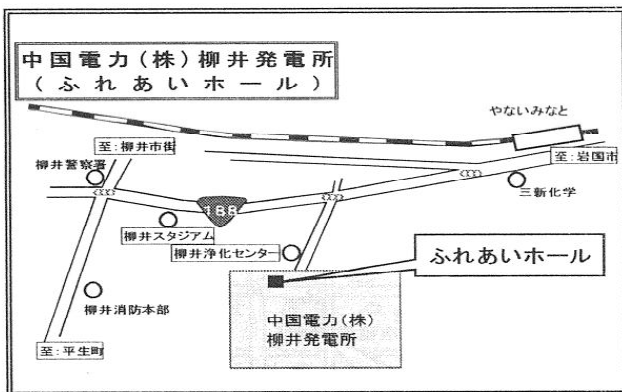 中国電力(株)柳井発電所
(ふれあいホール)
やないみなと
至:柳井市街
至:岩国市
柳井警察署
三新化学
188
柳井スタジアム
柳井浄化センター
ふれあいホール
柳井消防本部
中国電力(株)
柳井発電所
至:平生町